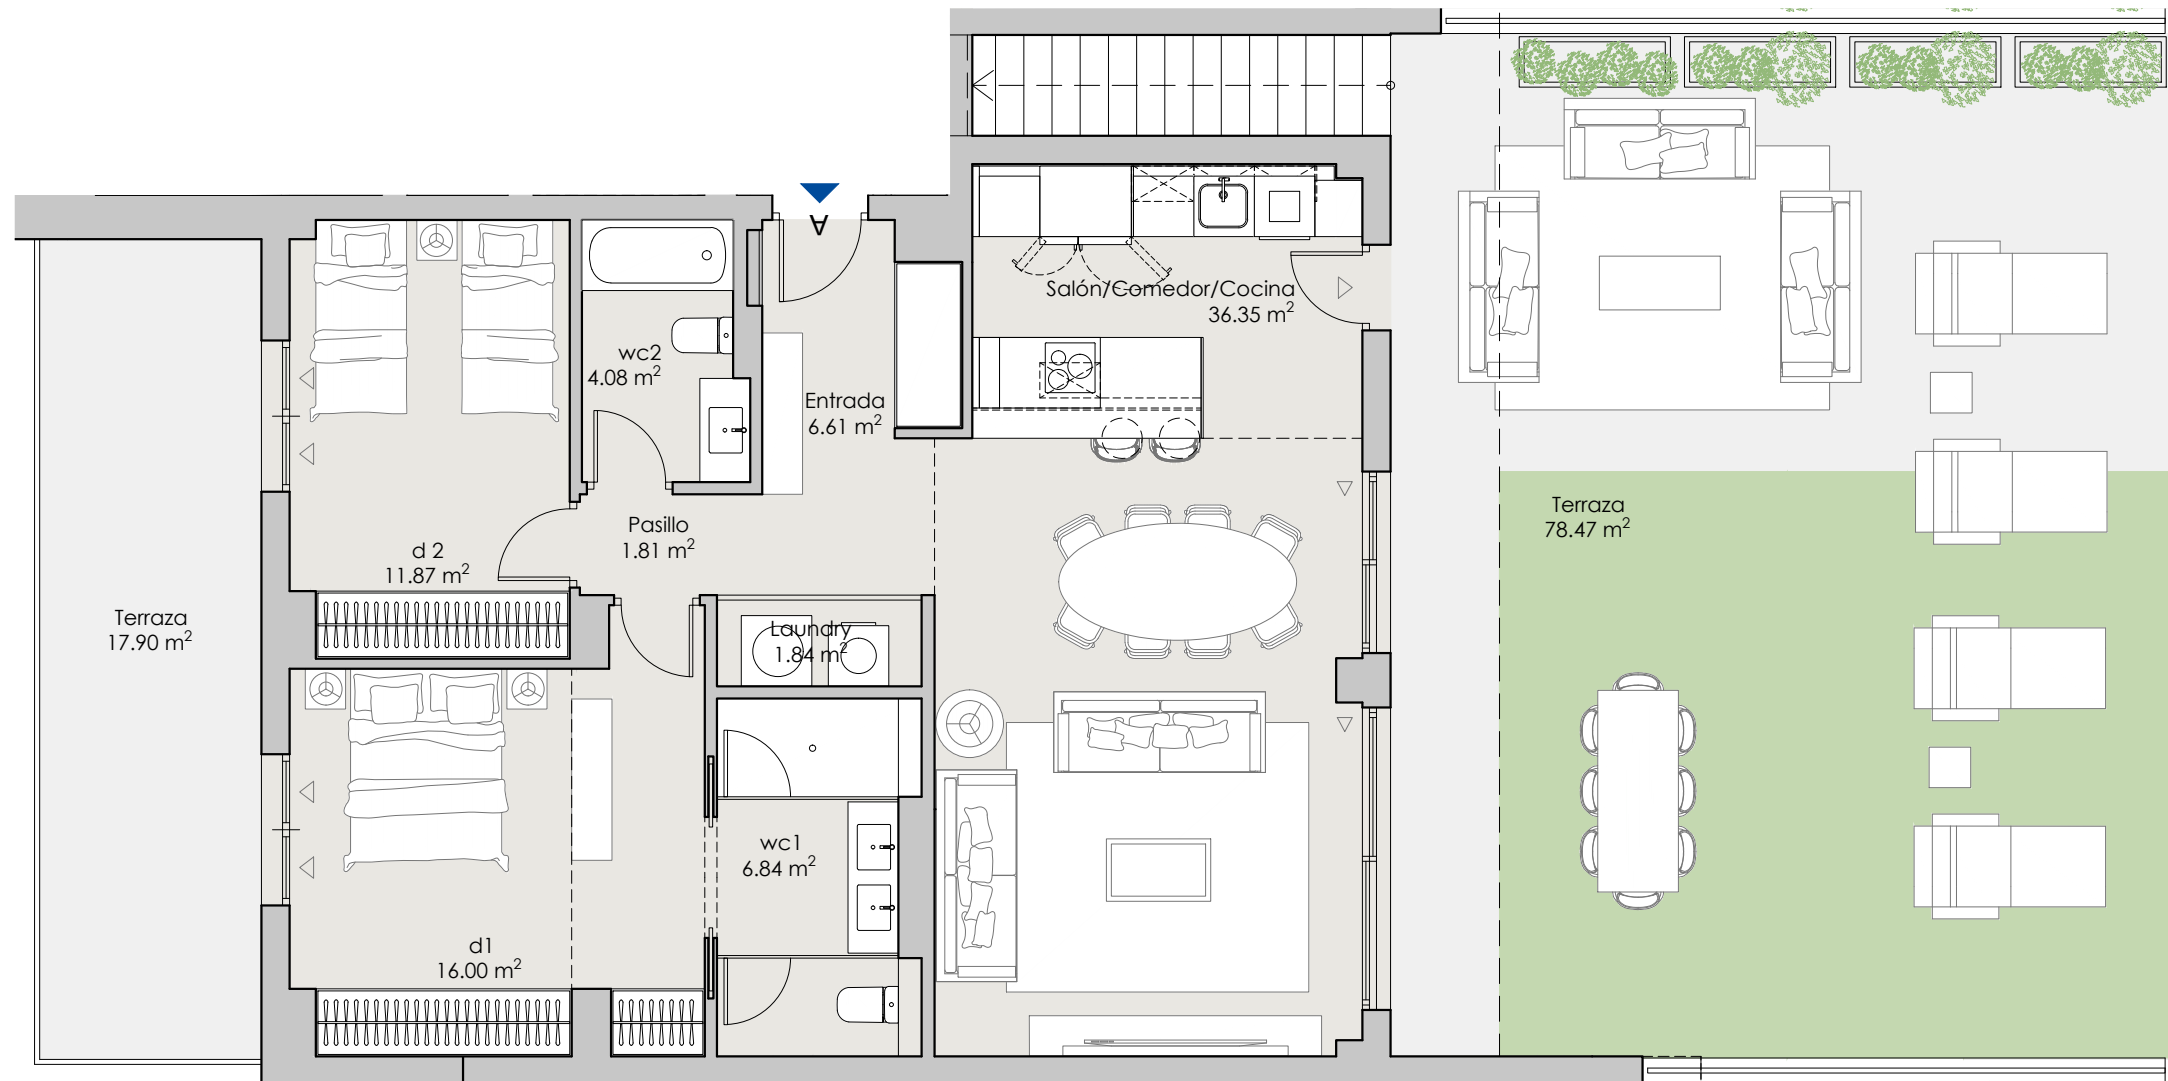 A
Salón/Comedor/Cocina
36.35 m²
wc2
4.08 m²
Entrada
6.61 m²
Terraza
78.47 m²
Pasillo
1.81 m²
d 2
11.87 m²
Terraza
17.90 m²
Laundry
1.84 m²
wc1
6.84 m²
d1
16.00 m²